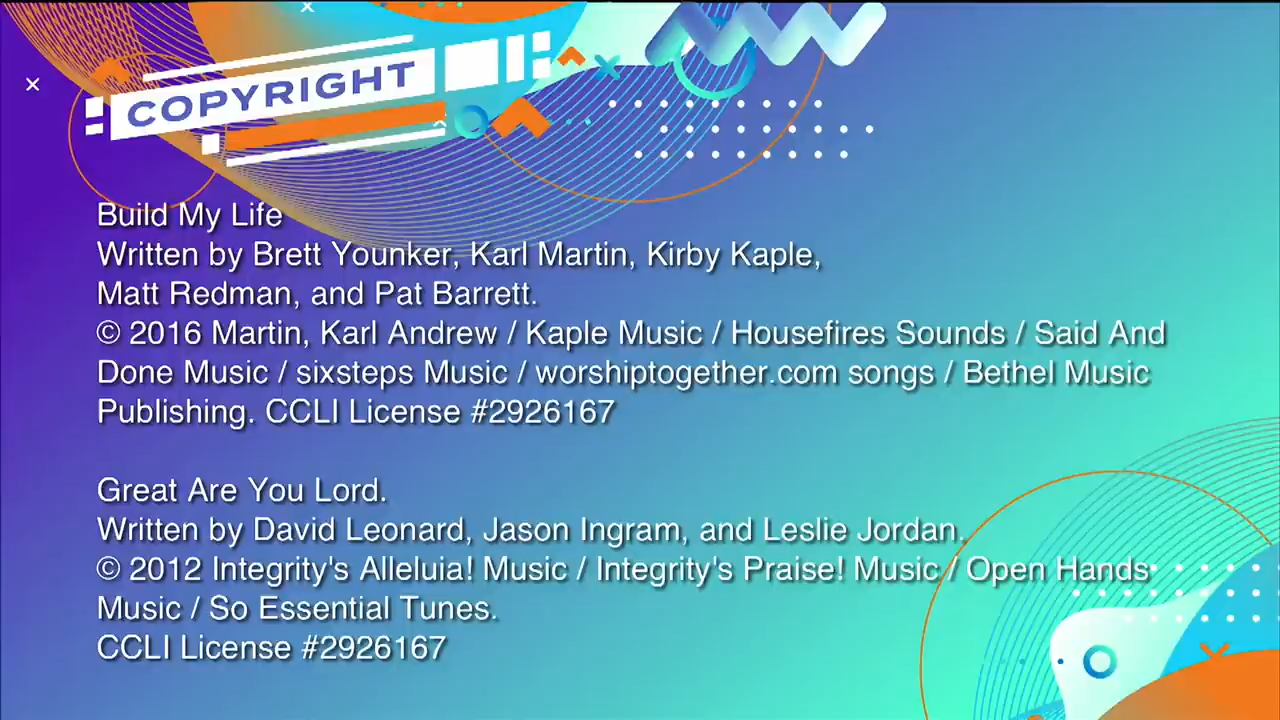 COPYRIGHT
Build My Life
Written by Brett Younker, Karl Martin, Kirby Kaple,
Matt Redman, and Pat Barrett.
© 2016 Martin, Karl Andrew / Kaple Music / Housefires Sounds / Said And
Done Music / sixsteps Music / worshiptogether.com songs / Bethel Music
Publishing. CCLI License #2926167
Great Are You Lord.
Written by David Leonard, Jason Ingram, and Leslie Jordan.
© 2012 Integrity's Alleluia! Music / Integrity's Praise! Music / Open Hands
Music / So Essential Tunes.
CCLI License #2926167